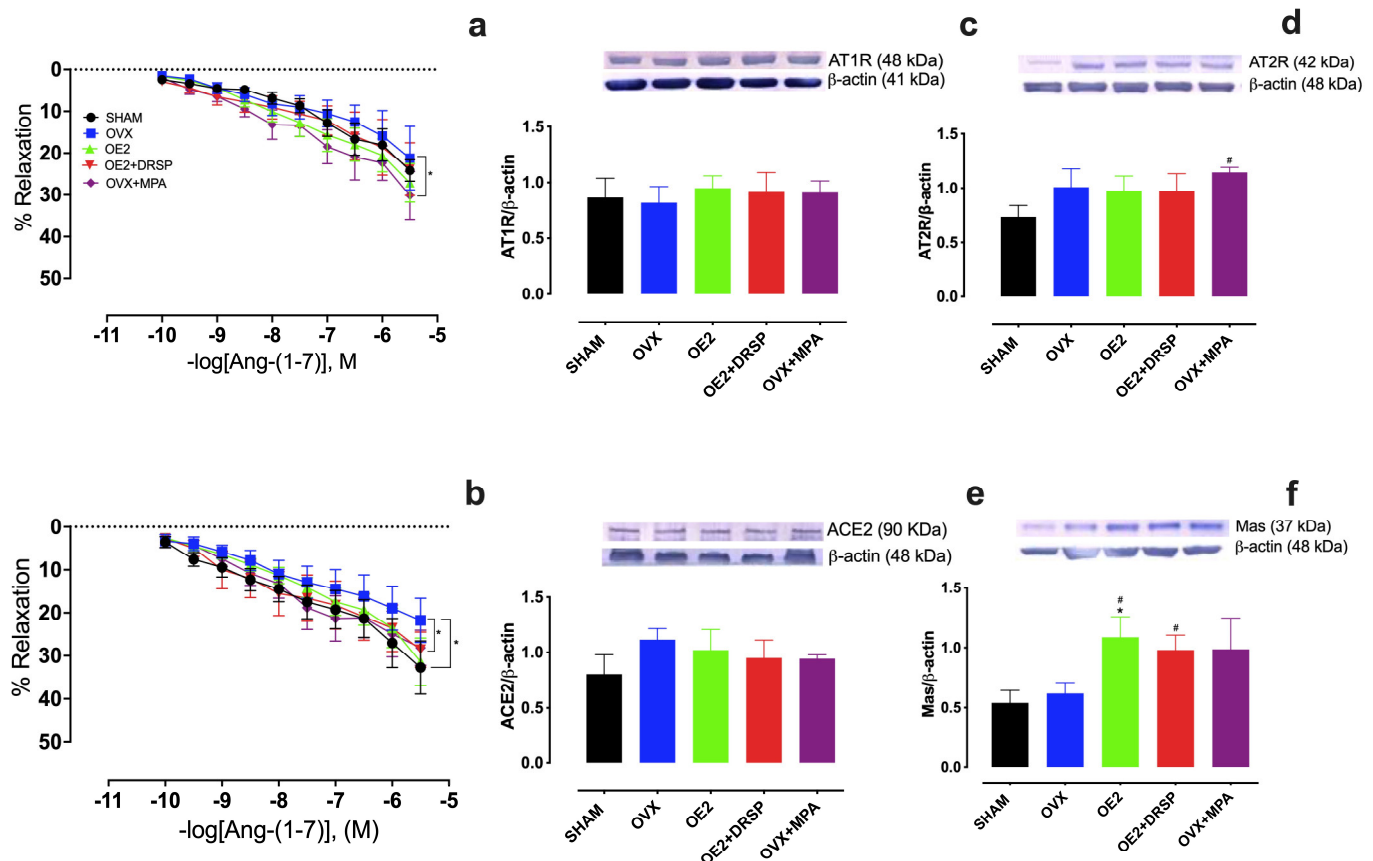 a
c
d
AT1R (48 kDa)
β-actin (41 kDa)
AT2R (42 kDa)
β-actin (48 kDa)
% Relaxation
0
10
20
30
40
50
SHAM
OVX
OE2
OE2+DRSP
OVX+MPA
*
-11 -10 -9 -8 -7 -6 -5
-log[Ang-(1-7)], M
AT1R/β-actin
1.5
1.0
0.5
0.0
SHAM
OVX
OE2
OE2+DRSP
OVX+MPA
AT2R/β-actin
1.5
1.0
0.5
0.0
#
SHAM
OVX
OE2
OE2+DRSP
OVX+MPA
b
e
f
ACE2 (90 KDa)
β-actin (48 kDa)
Mas (37 kDa)
β-actin (48 kDa)
% Relaxation
0
10
20
30
40
50
*
*
-11 -10 -9 -8 -7 -6 -5
-log[Ang-(1-7)], (M)
ACE2/β-actin
1.5
1.0
0.5
0.0
SHAM
OVX
OE2
OE2+DRSP
OVX+MPA
Mas/β-actin
1.5
1.0
0.5
0.0
#
*
#
SHAM
OVX
OE2
OE2+DRSP
OVX+MPA